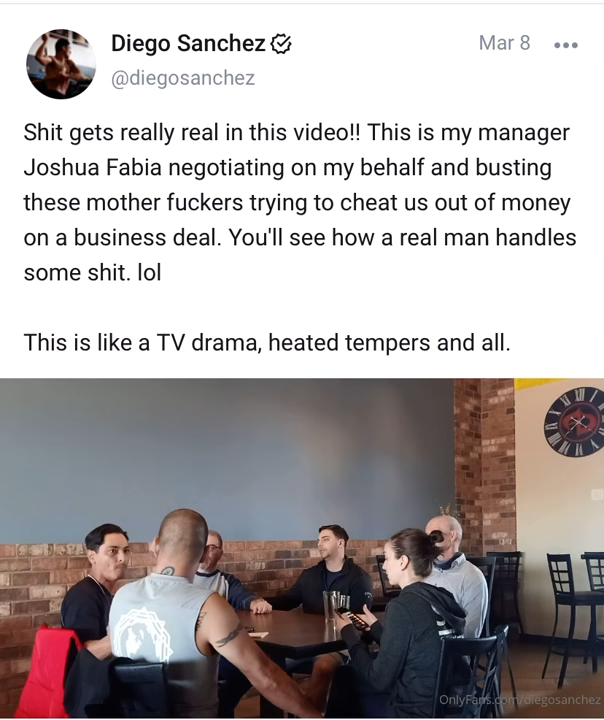 Diego Sanchez
Mar 8
@diegosanchez
Shit gets really real in this video!! This is my manager
Joshua Fabia negotiating on my behalf and busting
these mother fuckers trying to cheat us out of money
on a business deal. You'll see how a real man handles
some shit. lol
This is like a TV drama, heated tempers and all.
OnlyFans.com/diegosanchez